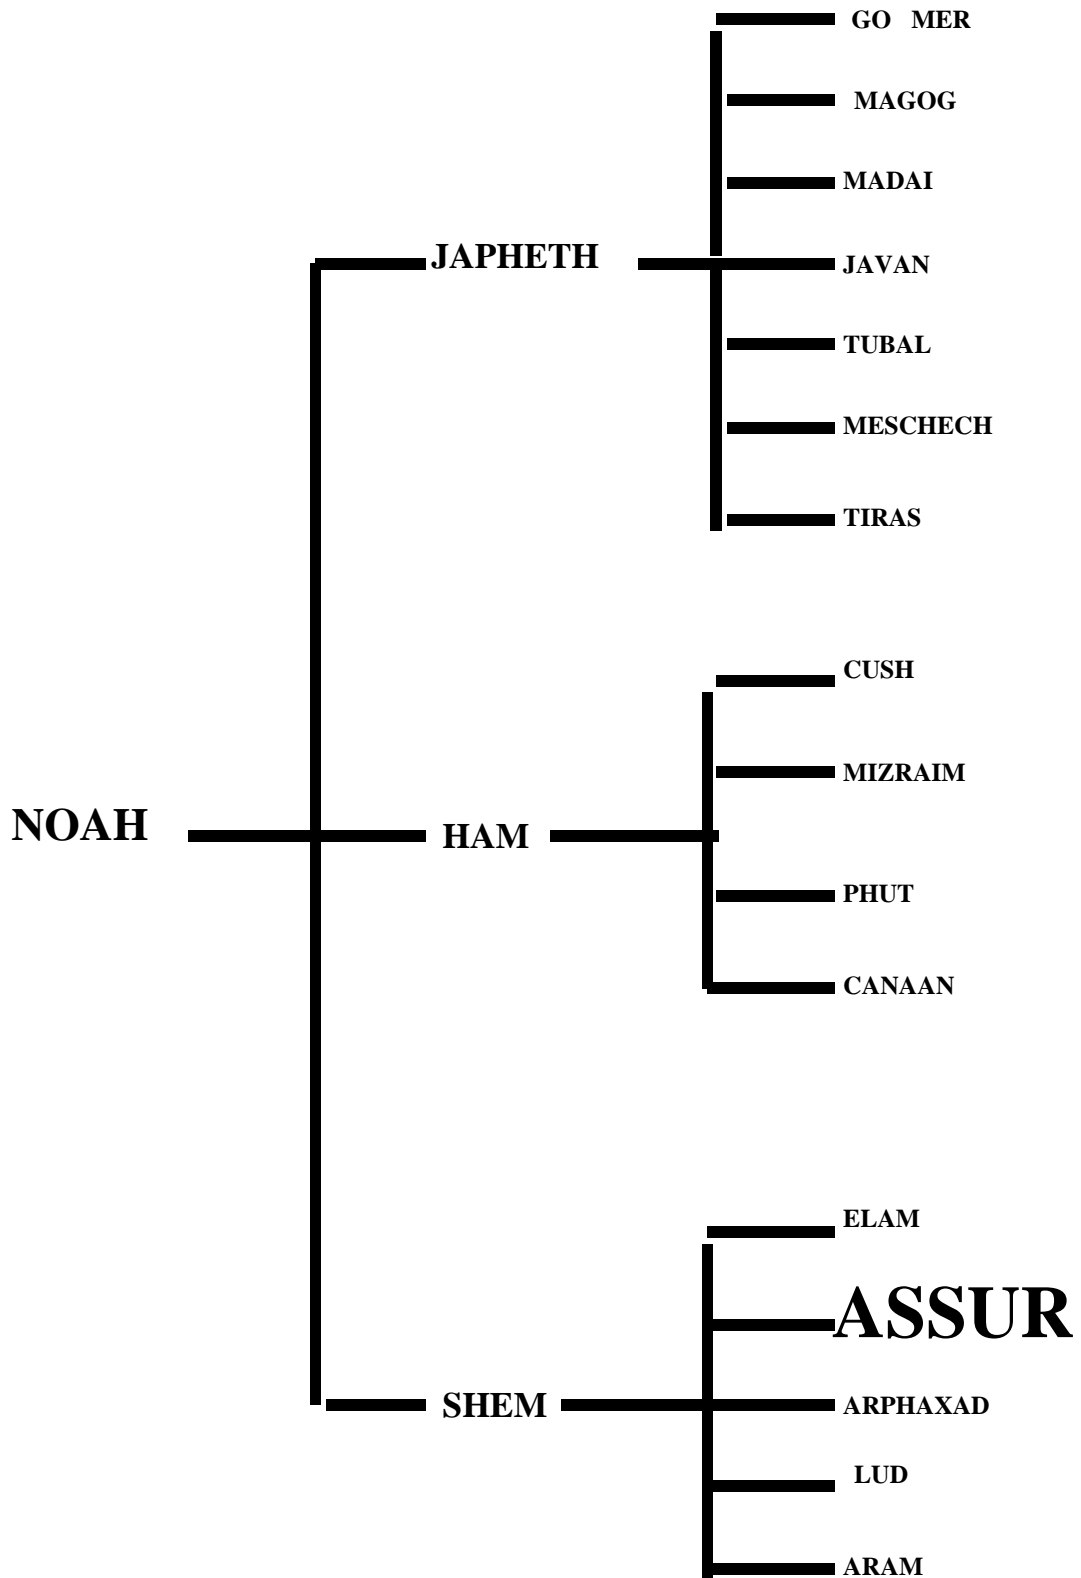 GO MER
MAGOG
MADAI
JAPHETH
JAVAN
TUBAL
MESCHECH
TIRAS
CUSH
MIZRAIM
NOAH
HAM
PHUT
CANAAN
ELAM
ASSUR
SHEM
ARPHAXAD
LUD
ARAM